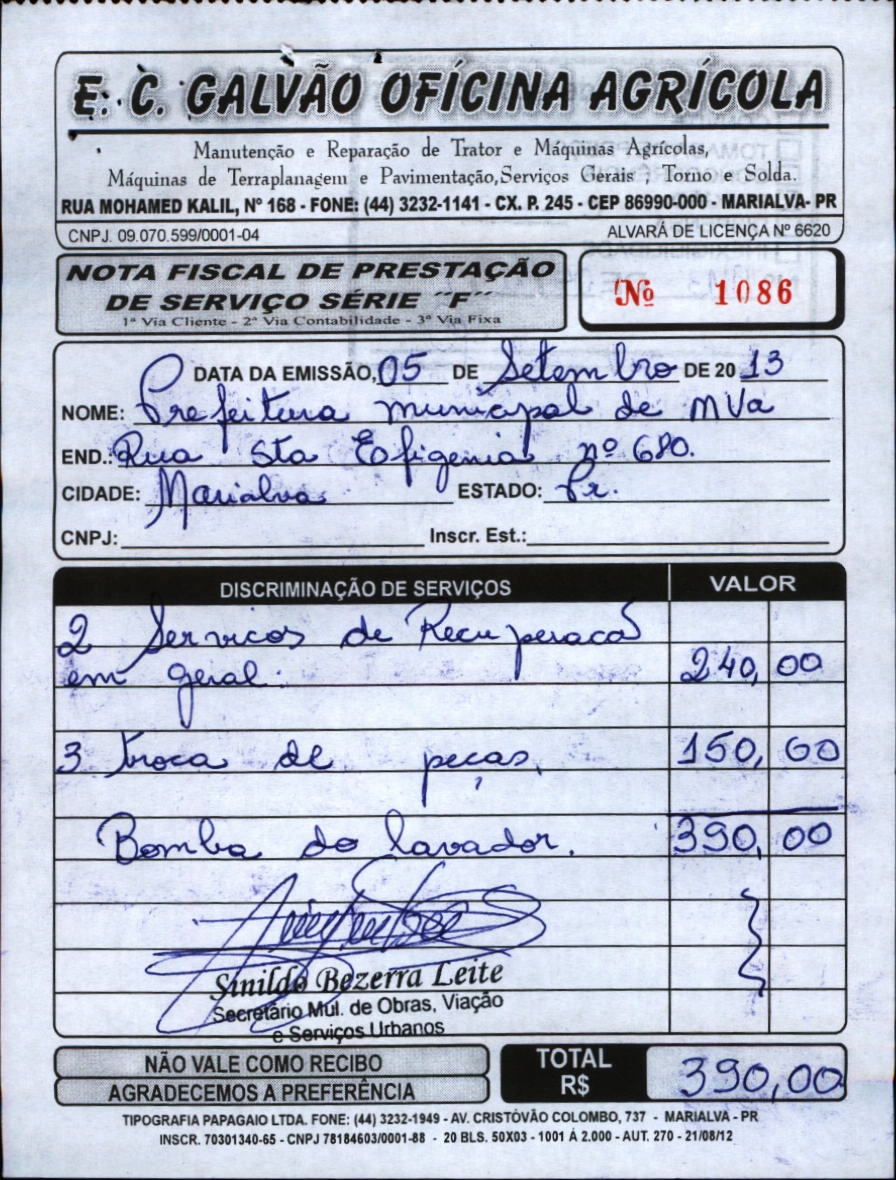 E. C. GALVÃO OFÍCINA AGRÍCOLA
Manutenção e Reparação de Trator e Máquinas Agrícolas,
Máquinas de Terraplanagem e Pavimentação,Serviços Gerais ; Torno e Solda.
RUA MOHAMED KALIL, Nº 168 - FONE: (44) 3232-1141 - CX. P. 245 - CEP 86990-000 - MARIALVA- PR
CNPJ. 09.070.599/0001-04 ALVARÁ DE LICENÇA Nº 6620
NOTA FISCAL DE PRESTAÇÃO
DE SERVIÇO SÉRIE "F"
1ª Via Cliente - 2ª Via Contabilidade - 3ª Via Fixa
Nº 1086
DATA DA EMISSÃO, 05 DE Setembro DE 20 13
NOME: Prefeitura municipal de MVa
END.: Rua Sta Eofigenia nº 680.
CIDADE: Marialva ESTADO: Pr.
CNPJ: Inscr. Est.:
DISCRIMINAÇÃO DE SERVIÇOS VALOR
2 Servicos de Recuperacaó
em geral. 240,00
3 troca de peças, 150,00
Bomba do lavador. 390,00
Sinildo Bezerra Leite
Secretário Mul. de Obras, Viação
e Serviços Urbanos
NÃO VALE COMO RECIBO
AGRADECEMOS A PREFERÊNCIA
TOTAL
R$ 390,00
TIPOGRAFIA PAPAGAIO LTDA. FONE: (44) 3232-1949 - AV. CRISTÓVÃO COLOMBO, 737 - MARIALVA - PR
INSCR. 70301340-65 - CNPJ 78184603/0001-88 - 20 BLS. 50X03 - 1001 Á 2.000 - AUT. 270 - 21/08/12